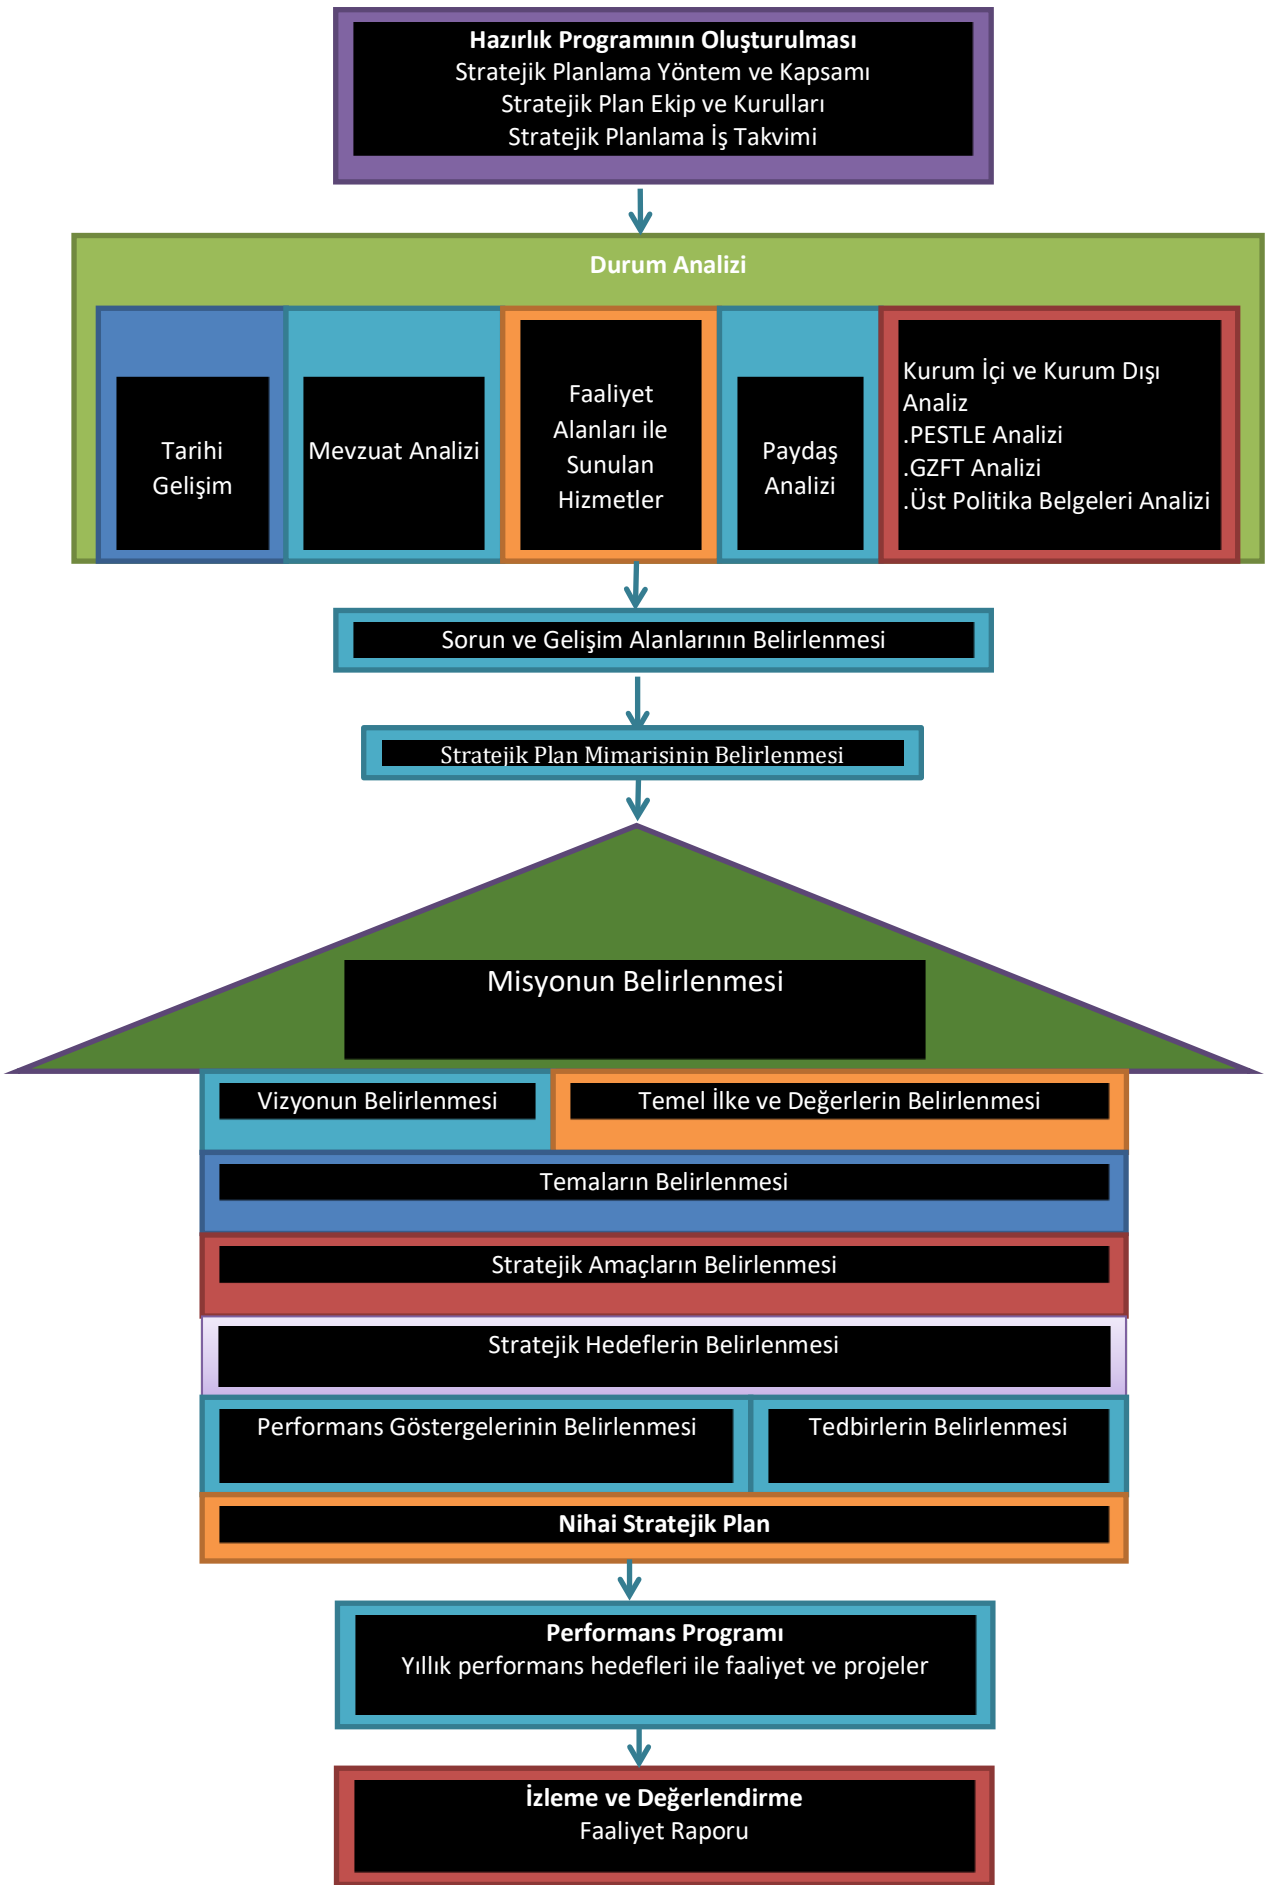 Hazırlık Programının Oluşturulması
Stratejik Planlama Yöntem ve Kapsamı
Stratejik Plan Ekip ve Kurulları
Stratejik Planlama İş Takvimi
Durum Analizi
Tarihi
Gelişim
Mevzuat Analizi
Faaliyet
Alanları ile
Sunulan
Hizmetler
Paydaş
Analizi
Kurum İçi ve Kurum Dışı
Analiz
.PESTLE Analizi
.GZFT Analizi
.Üst Politika Belgeleri Analizi
Sorun ve Gelişim Alanlarının Belirlenmesi
Stratejik Plan Mimarisinin Belirlenmesi
Misyonun Belirlenmesi
Vizyonun Belirlenmesi
Temel İlke ve Değerlerin Belirlenmesi
Temaların Belirlenmesi
Stratejik Amaçların Belirlenmesi
Stratejik Hedeflerin Belirlenmesi
Performans Göstergelerinin Belirlenmesi
Tedbirlerin Belirlenmesi
Nihai Stratejik Plan
Performans Programı
Yıllık performans hedefleri ile faaliyet ve projeler
İzleme ve Değerlendirme
Faaliyet Raporu